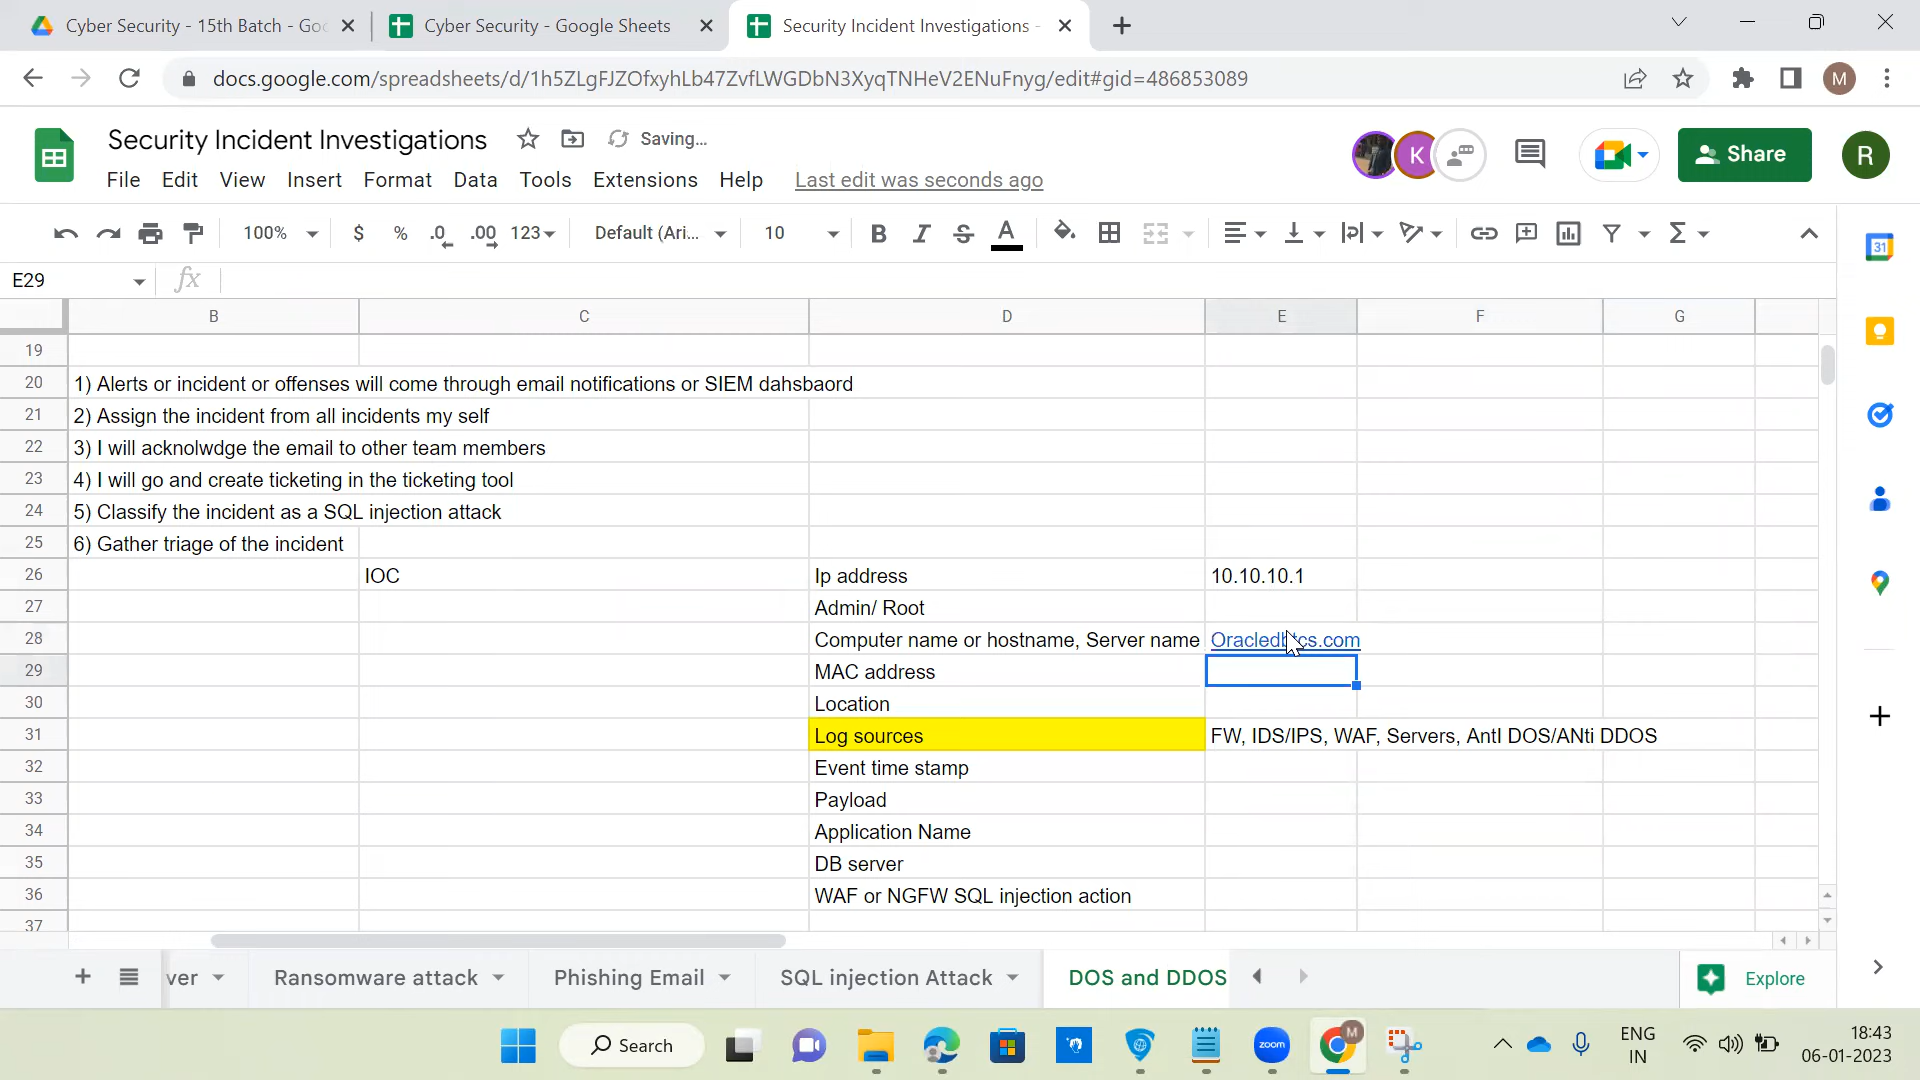 Cyber Security - 15th Batch - Goo
Cyber Security - Google Sheets
Security Incident Investigations -
docs.google.com/spreadsheets/d/1h5ZLgFJZOfxyhLb47ZvfLWGDbN3XyqTNHeV2ENuFnyg/edit#gid=486853089
M
Security Incident Investigations
Saving...
K
Share
R
File Edit View Insert Format Data Tools Extensions Help Last edit was seconds ago
100% $ % .0 .00 123 Default (Ari... 10 B I S A
31
E29
fx
B C D E F G
19
20 1) Alerts or incident or offenses will come through email notifications or SIEM dahsbaord
21 2) Assign the incident from all incidents my self
22 3) I will acknolwdge the email to other team members
23 4) I will go and create ticketing in the ticketing tool
24 5) Classify the incident as a SQL injection attack
25 6) Gather triage of the incident
26 IOC Ip address 10.10.10.1
27 Admin/ Root
28 Computer name or hostname, Server name Oracledbtcs.com
29 MAC address
30 Location
31 Log sources FW, IDS/IPS, WAF, Servers, AntI DOS/ANti DDOS
32 Event time stamp
33 Payload
34 Application Name
35 DB server
36 WAF or NGFW SQL injection action
37
ver Ransomware attack Phishing Email SQL injection Attack DOS and DDOS Explore
Search
zoom
M
ENG
IN
18:43
06-01-2023